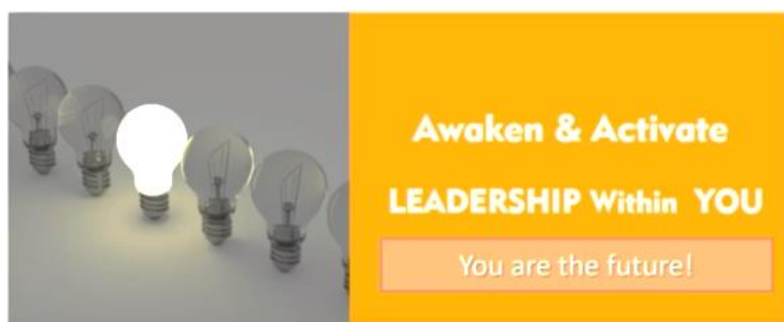 Awaken & Activate
LEADERSHIP Within YOU
You are the future!